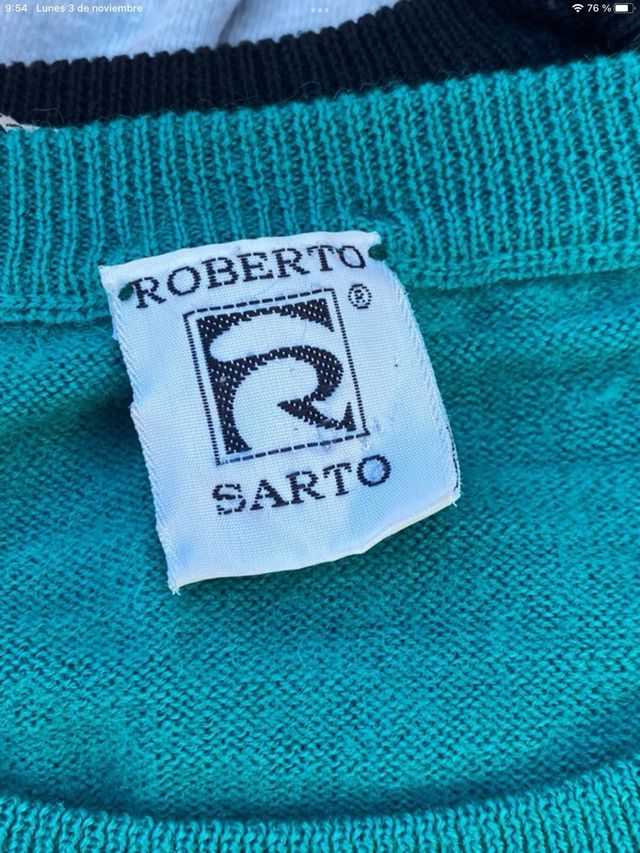 9:54 Lunes 3 de noviembre 76 %
ROBERTO
®
SARTO